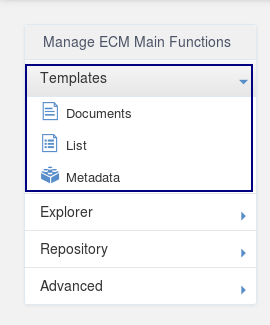 Manage ECM Main Functions
Templates
Documents
List
Metadata
Explorer
Repository
Advanced